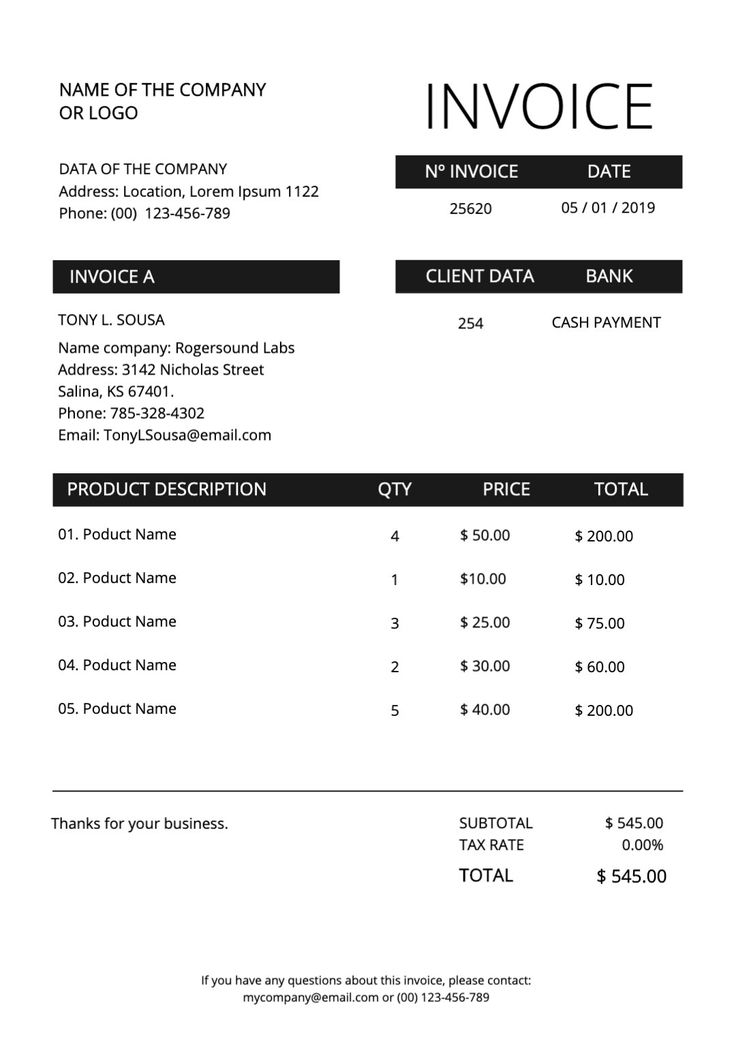 NAME OF THE COMPANY
OR LOGO
INVOICE
DATA OF THE COMPANY
Address: Location, Lorem Ipsum 1122
Phone: (00)  123-456-789
Nº INVOICE DATE
25620 05 / 01 / 2019
INVOICE A
CLIENT DATA BANK
254 CASH PAYMENT
TONY L. SOUSA
Name company: Rogersound Labs
Address: 3142 Nicholas Street
Salina, KS 67401.
Phone: 785-328-4302
Email: TonyLSousa@email.com
PRODUCT DESCRIPTION QTY PRICE TOTAL
01. Poduct Name 4 $ 50.00 $ 200.00
02. Poduct Name 1 $10.00 $ 10.00
03. Poduct Name 3 $ 25.00 $ 75.00
04. Poduct Name 2 $ 30.00 $ 60.00
05. Poduct Name 5 $ 40.00 $ 200.00
Thanks for your business.
SUBTOTAL $ 545.00
TAX RATE 0.00%
TOTAL $ 545.00
If you have any questions about this invoice, please contact:
mycompany@email.com or (00) 123-456-789